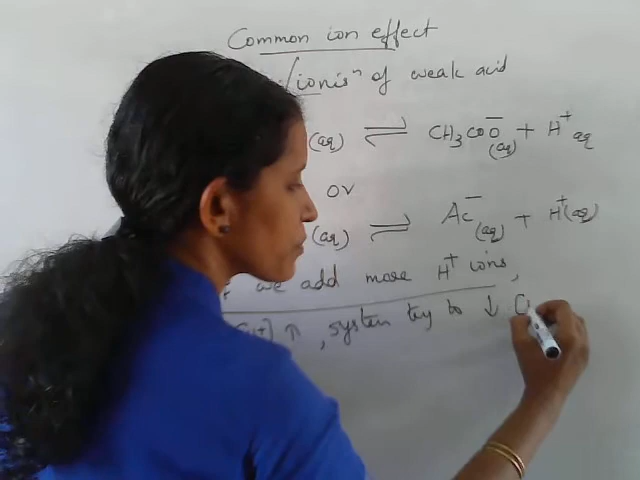 Common ion effect
/ionisⁿ of weak acid
(aq) ⇌ CH₃COO⁻(aq) + H⁺aq
or
(aq) ⇌ Ac⁻(aq) + H⁺(aq)
we add more H⁺ ions,
↑, system try to ↓ [